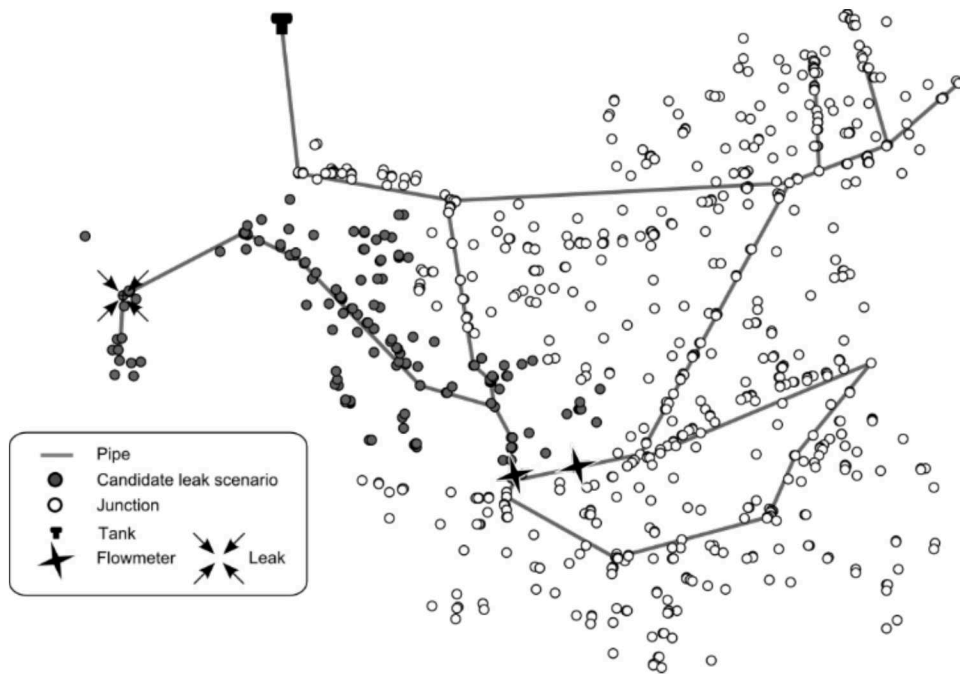 Pipe
Candidate leak scenario
Junction
Tank
Flowmeter
Leak